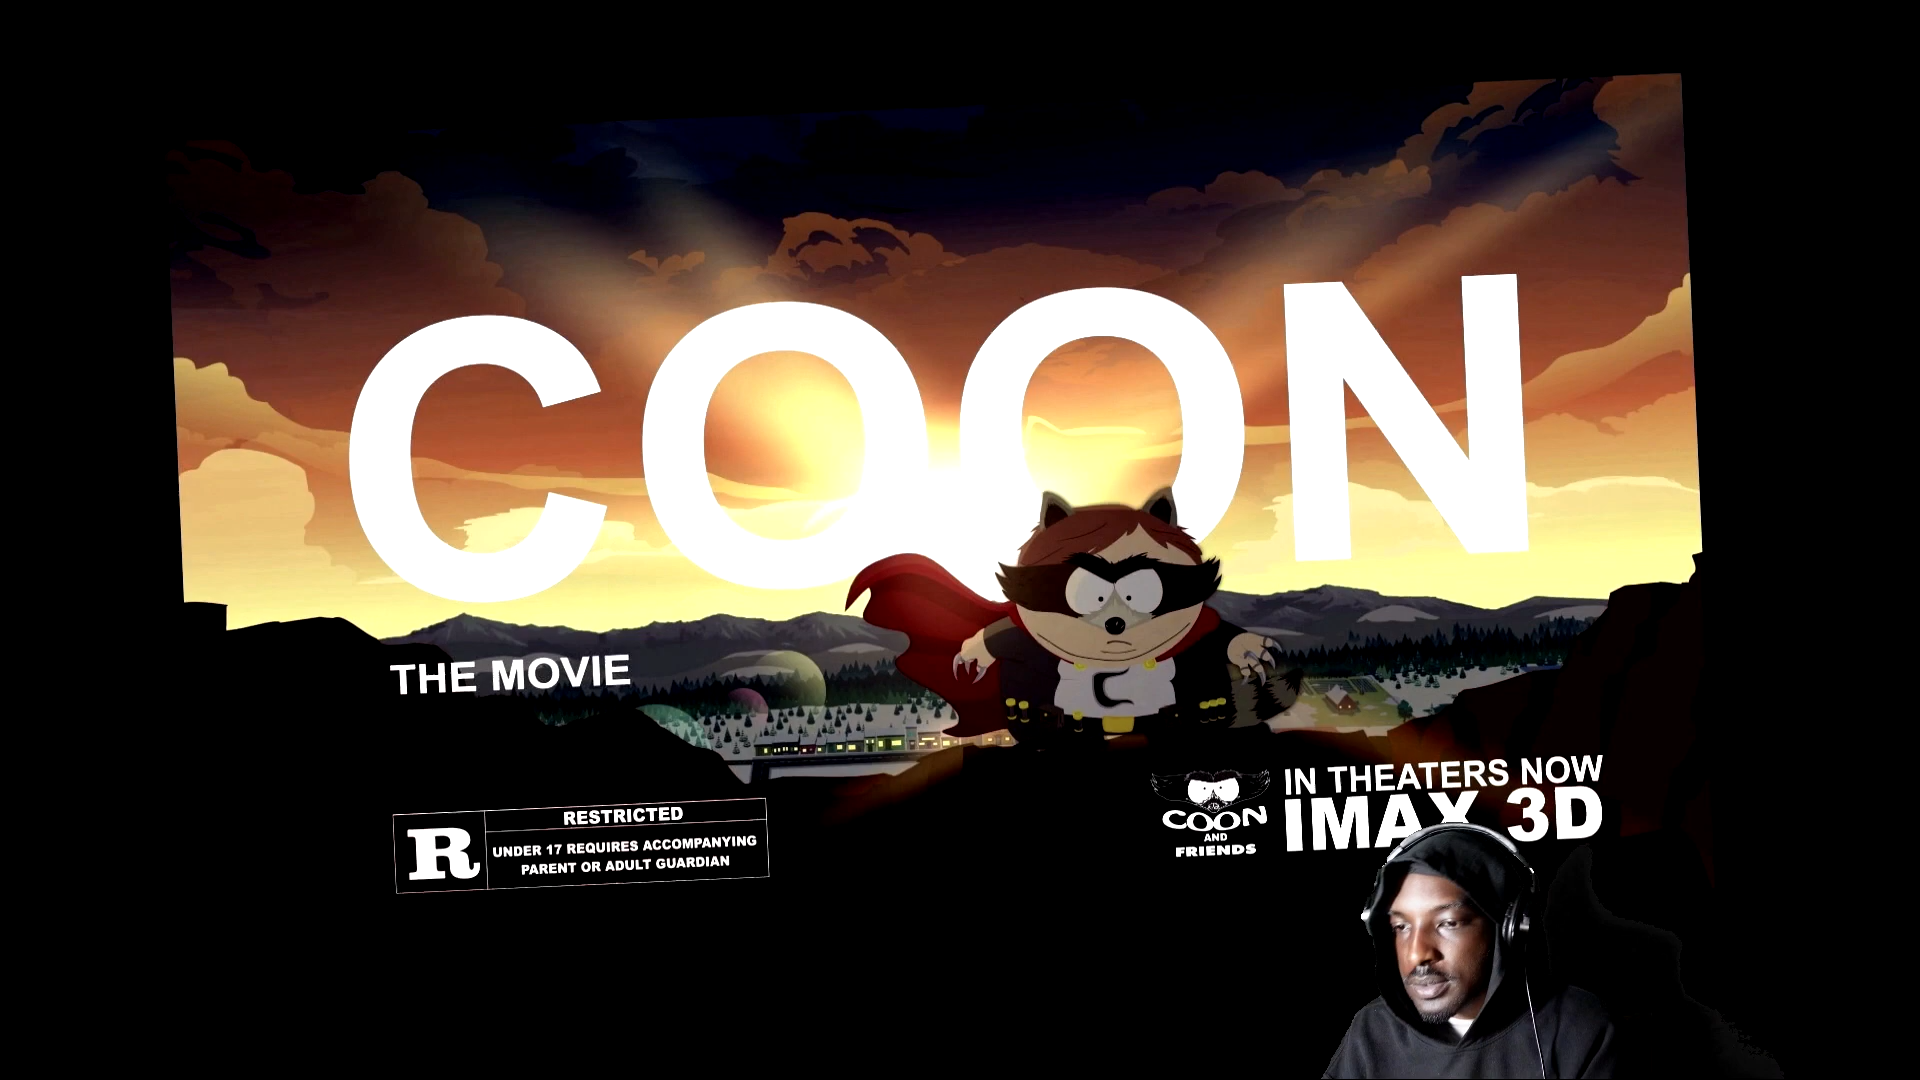 COON
THE MOVIE
R
RESTRICTED
UNDER 17 REQUIRES ACCOMPANYING
PARENT OR ADULT GUARDIAN
COON
AND
FRIENDS
IN THEATERS NOW
IMAX 3D